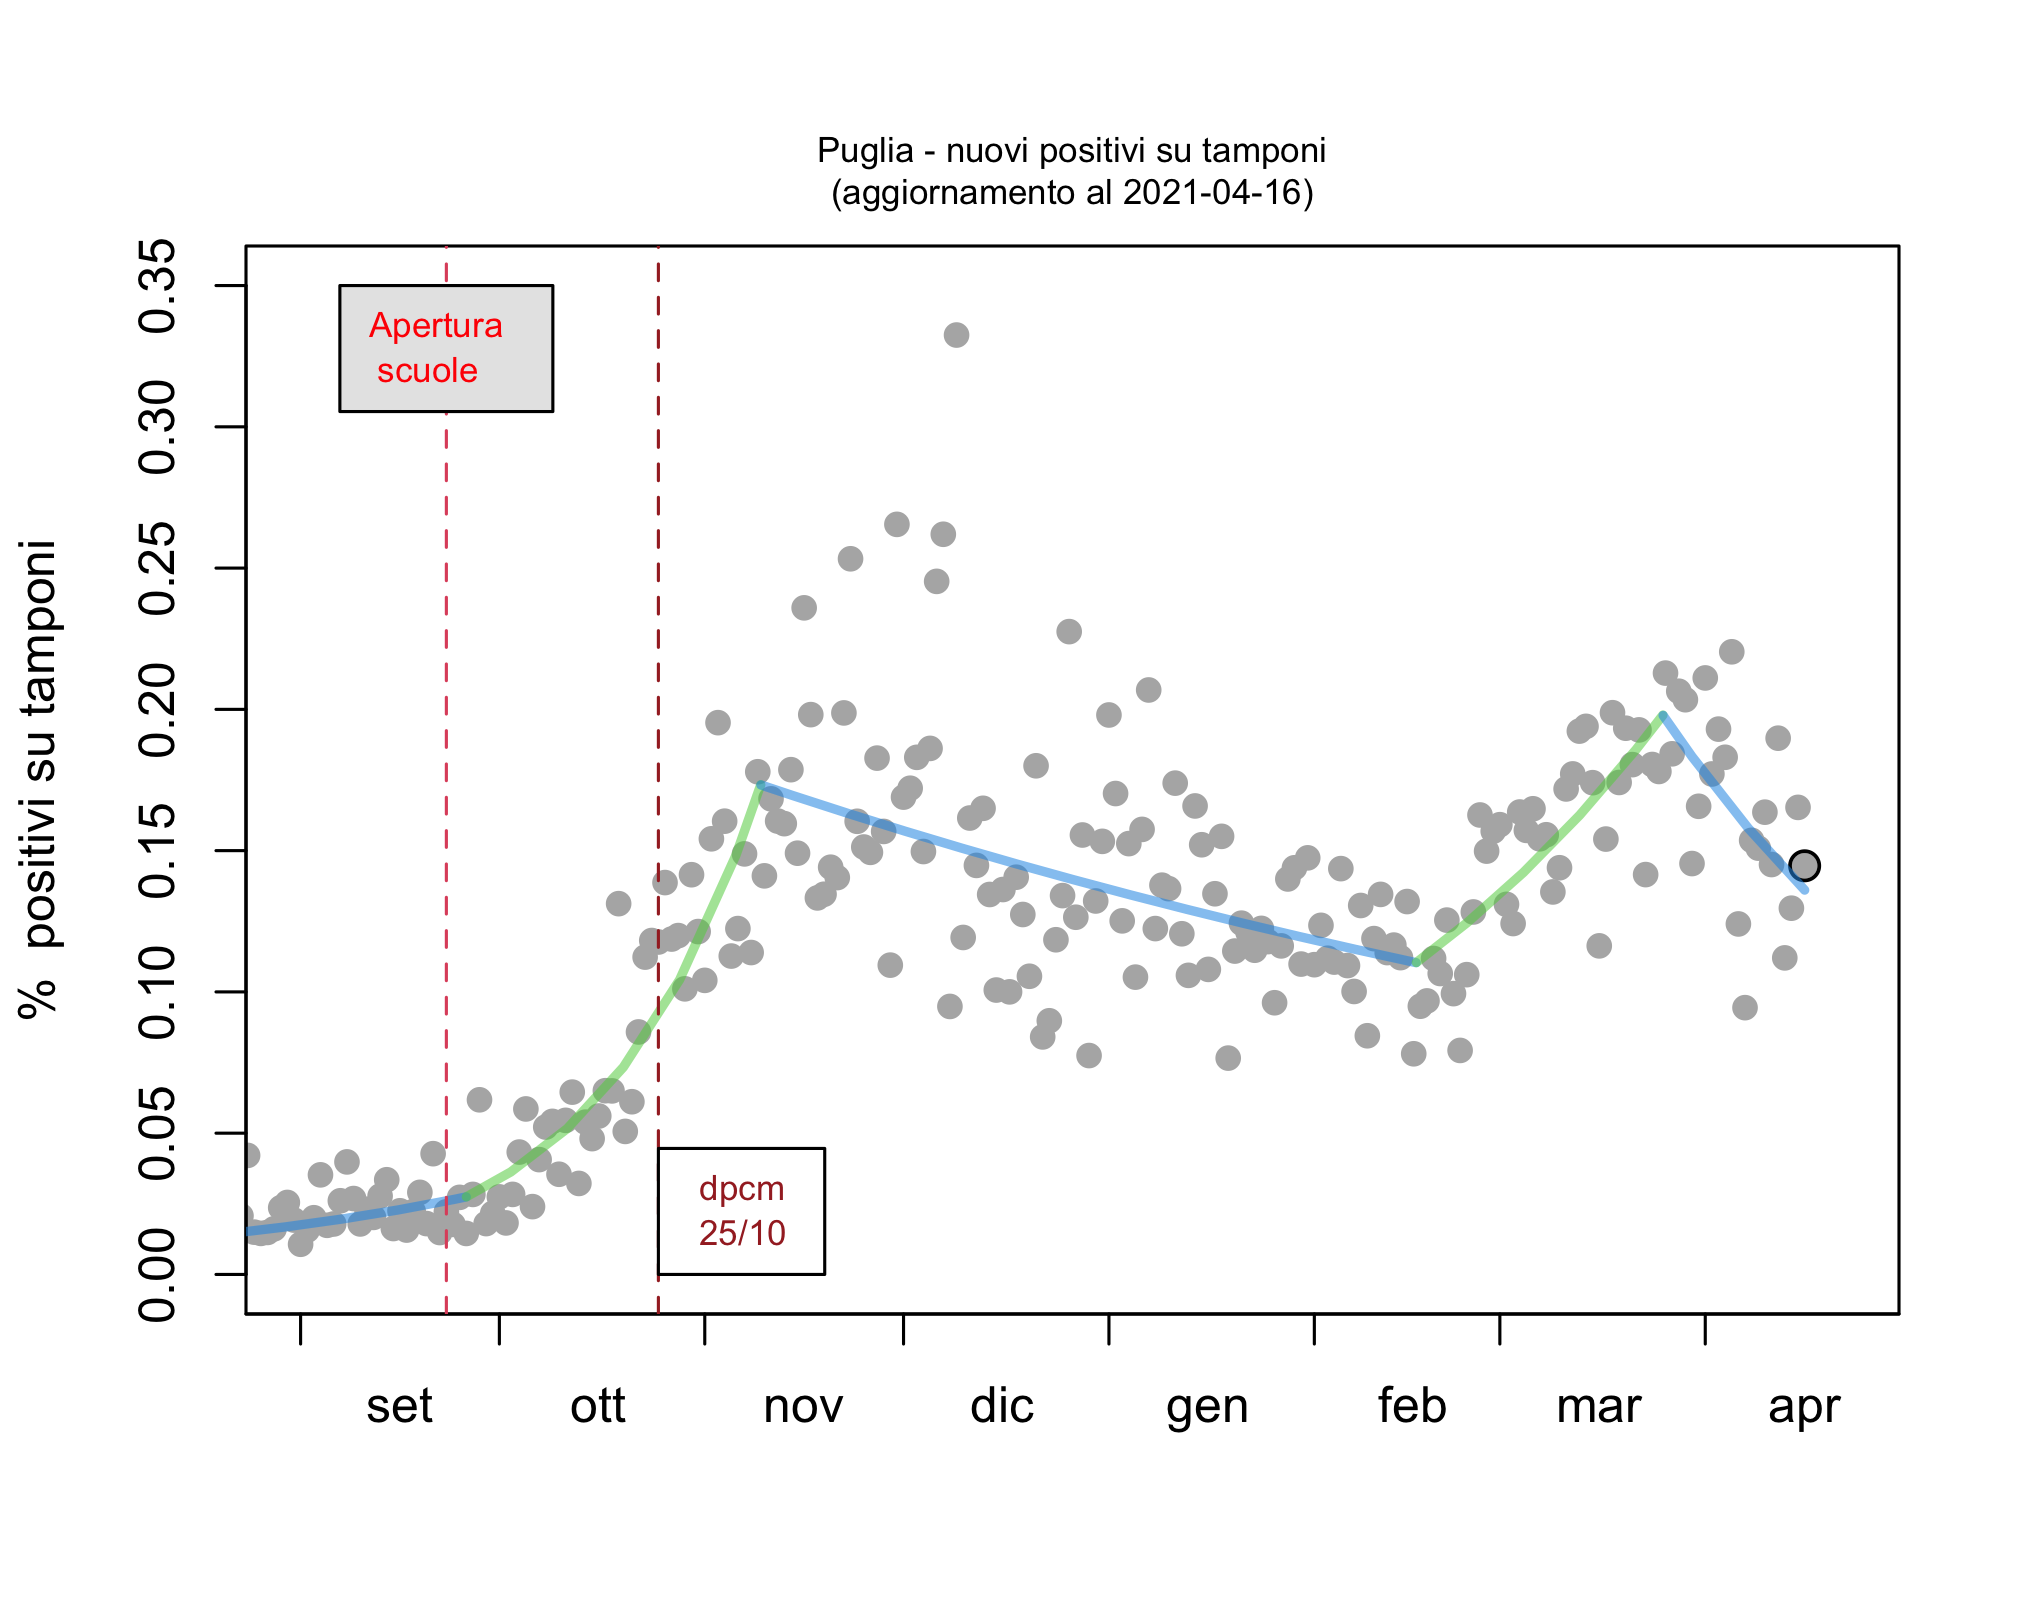 Puglia - nuovi positivi su tamponi
(aggiornamento al 2021-04-16)
% positivi su tamponi
0.35
0.30
0.25
0.20
0.15
0.10
0.05
0.00
Apertura
scuole
dpcm
25/10
set ott nov dic gen feb mar apr